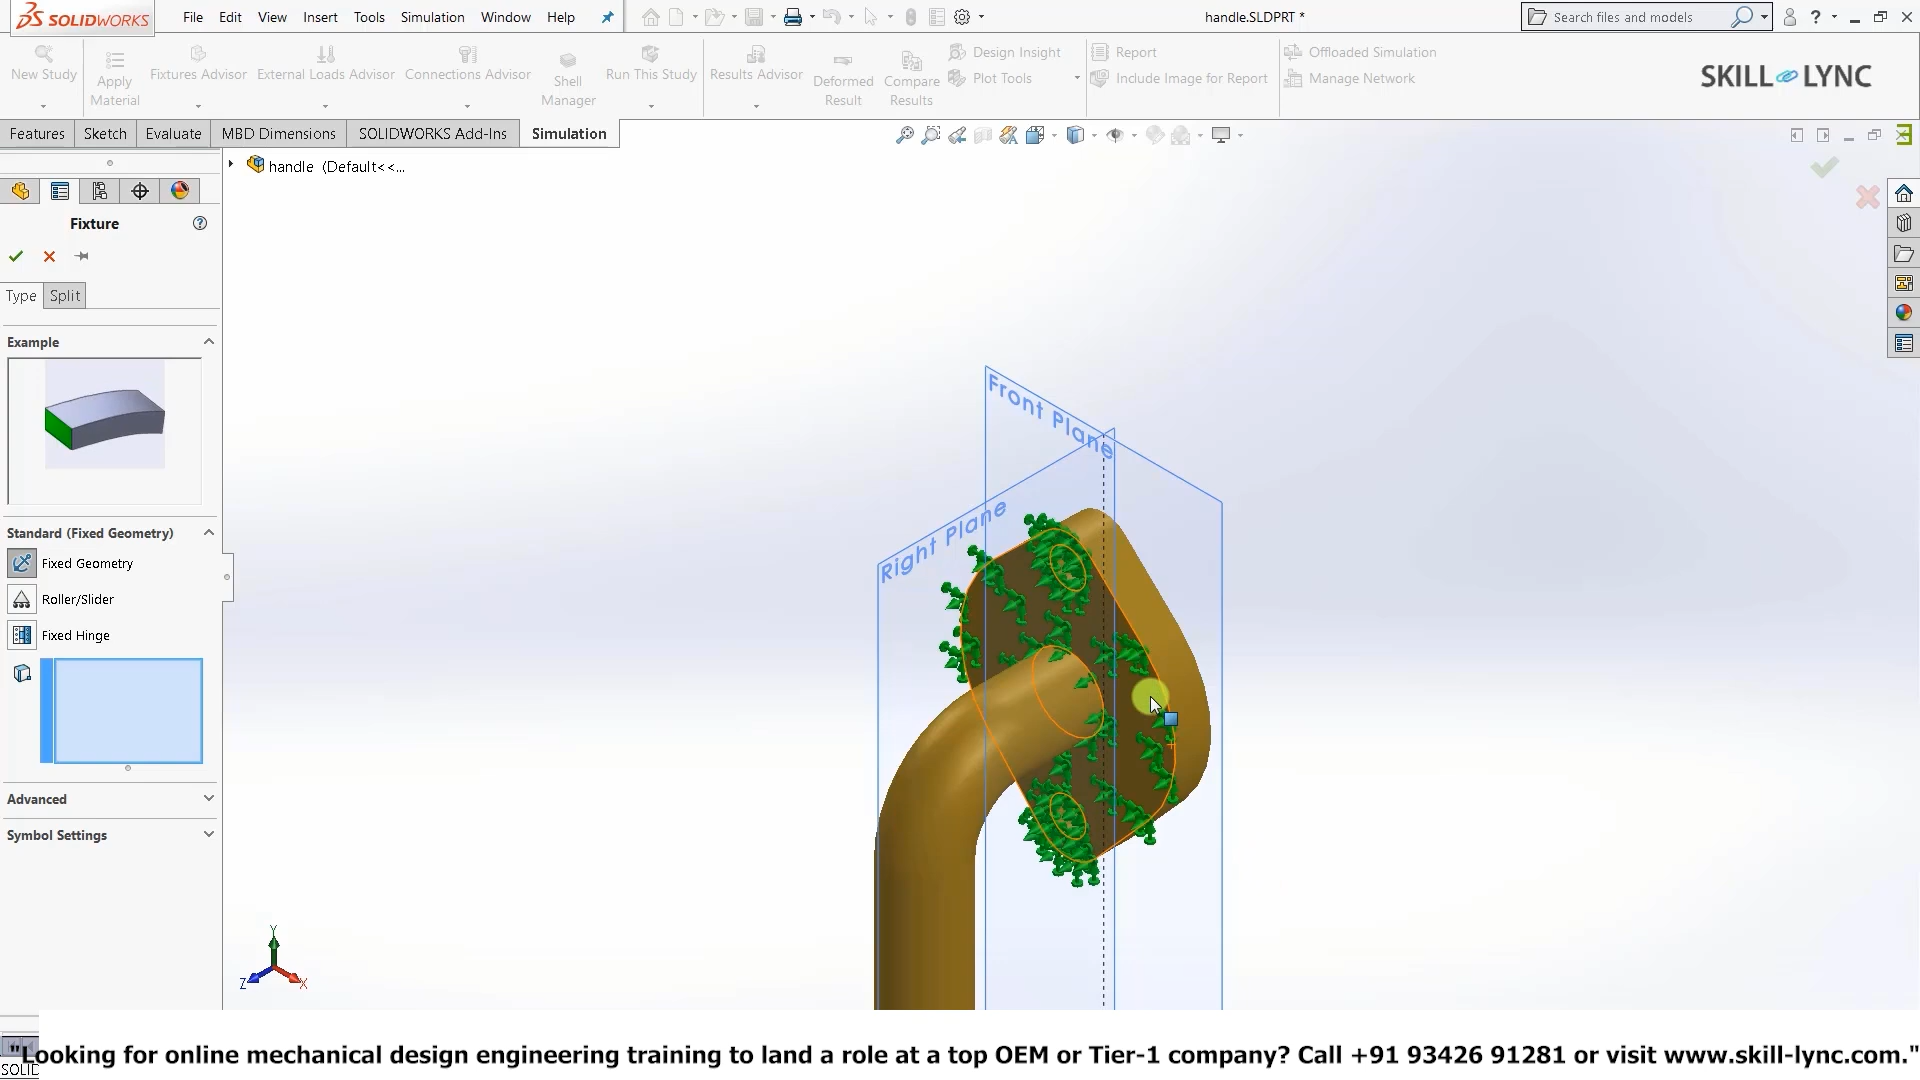 SOLIDWORKS File Edit View Insert Tools Simulation Window Help handle.SLDPRT * Search files and models ?
New Study Apply Material Fixtures Advisor External Loads Advisor Connections Advisor Shell Manager Run This Study Results Advisor Deformed Result Compare Results Design Insight Plot Tools Report Include Image for Report Offloaded Simulation Manage Network
SKILL LYNC
Features Sketch Evaluate MBD Dimensions SOLIDWORKS Add-Ins Simulation
handle (Default<<...
Fixture ?
Type Split
Example
Standard (Fixed Geometry)
Fixed Geometry
Roller/Slider
Fixed Hinge
Advanced
Symbol Settings
Front Plane
Right Plane
Y
Z X
Looking for online mechanical design engineering training to land a role at a top OEM or Tier-1 company? Call +91 93426 91281 or visit www.skill-lync.com."
SOLID